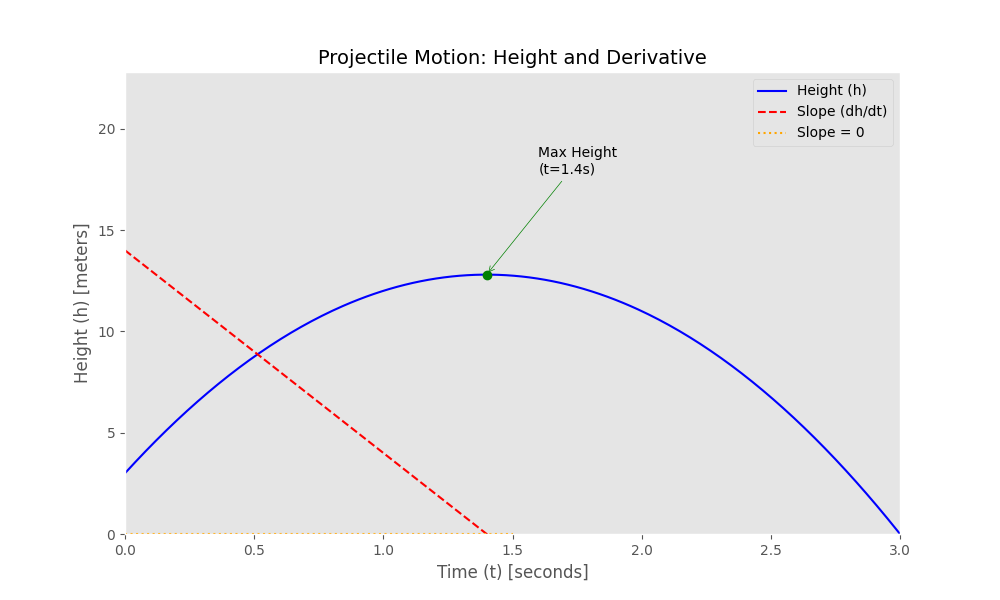 Projectile Motion: Height and Derivative
Height (h)
Slope (dh/dt)
Slope = 0
Max Height
(t=1.4s)
Height (h) [meters]
20
15
10
5
0
0.0 0.5 1.0 1.5 2.0 2.5 3.0
Time (t) [seconds]